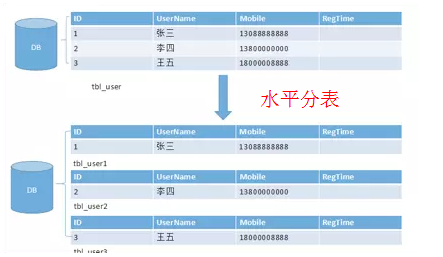 ID UserName Mobile RegTime
1 张三 13088888888
2 李四 13800000000
3 王五 18000008888
DB
tbl_user
水平分表
ID UserName Mobile RegTime
1 张三 13088888888
tbl_user1
ID UserName Mobile RegTime
2 李四 13800000000
tbl_user2
DB
ID UserName Mobile RegTime
3 王五 18000008888
tbl_user3